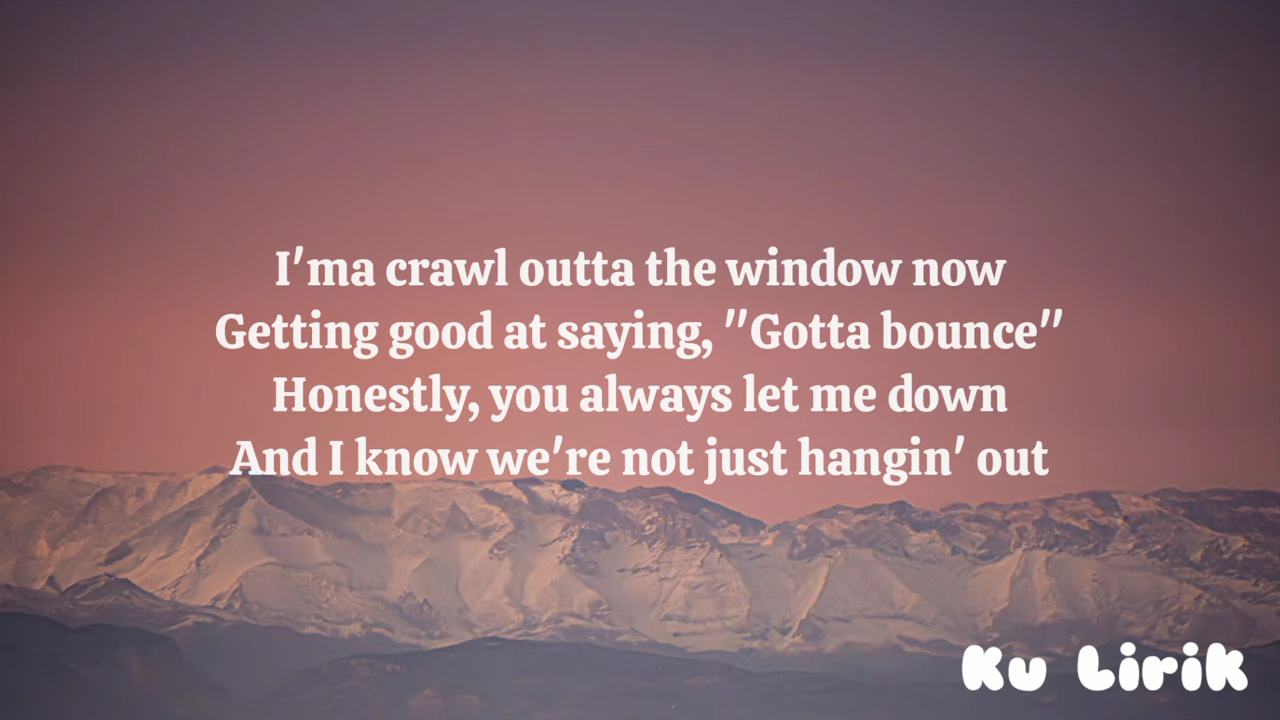 I'ma crawl outta the window now
Getting good at saying, "Gotta bounce"
Honestly, you always let me down
And I know we're not just hangin' out
Ku Lirik